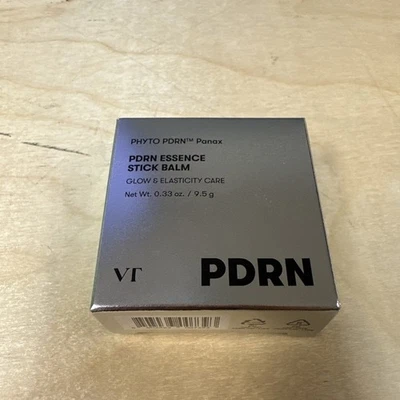 PHYTO PDRN™ Panax
PDRN ESSENCE
STICK BALM
GLOW & ELASTICITY CARE
Net Wt. 0.33 oz. / 9.5 g
VT
PDRN